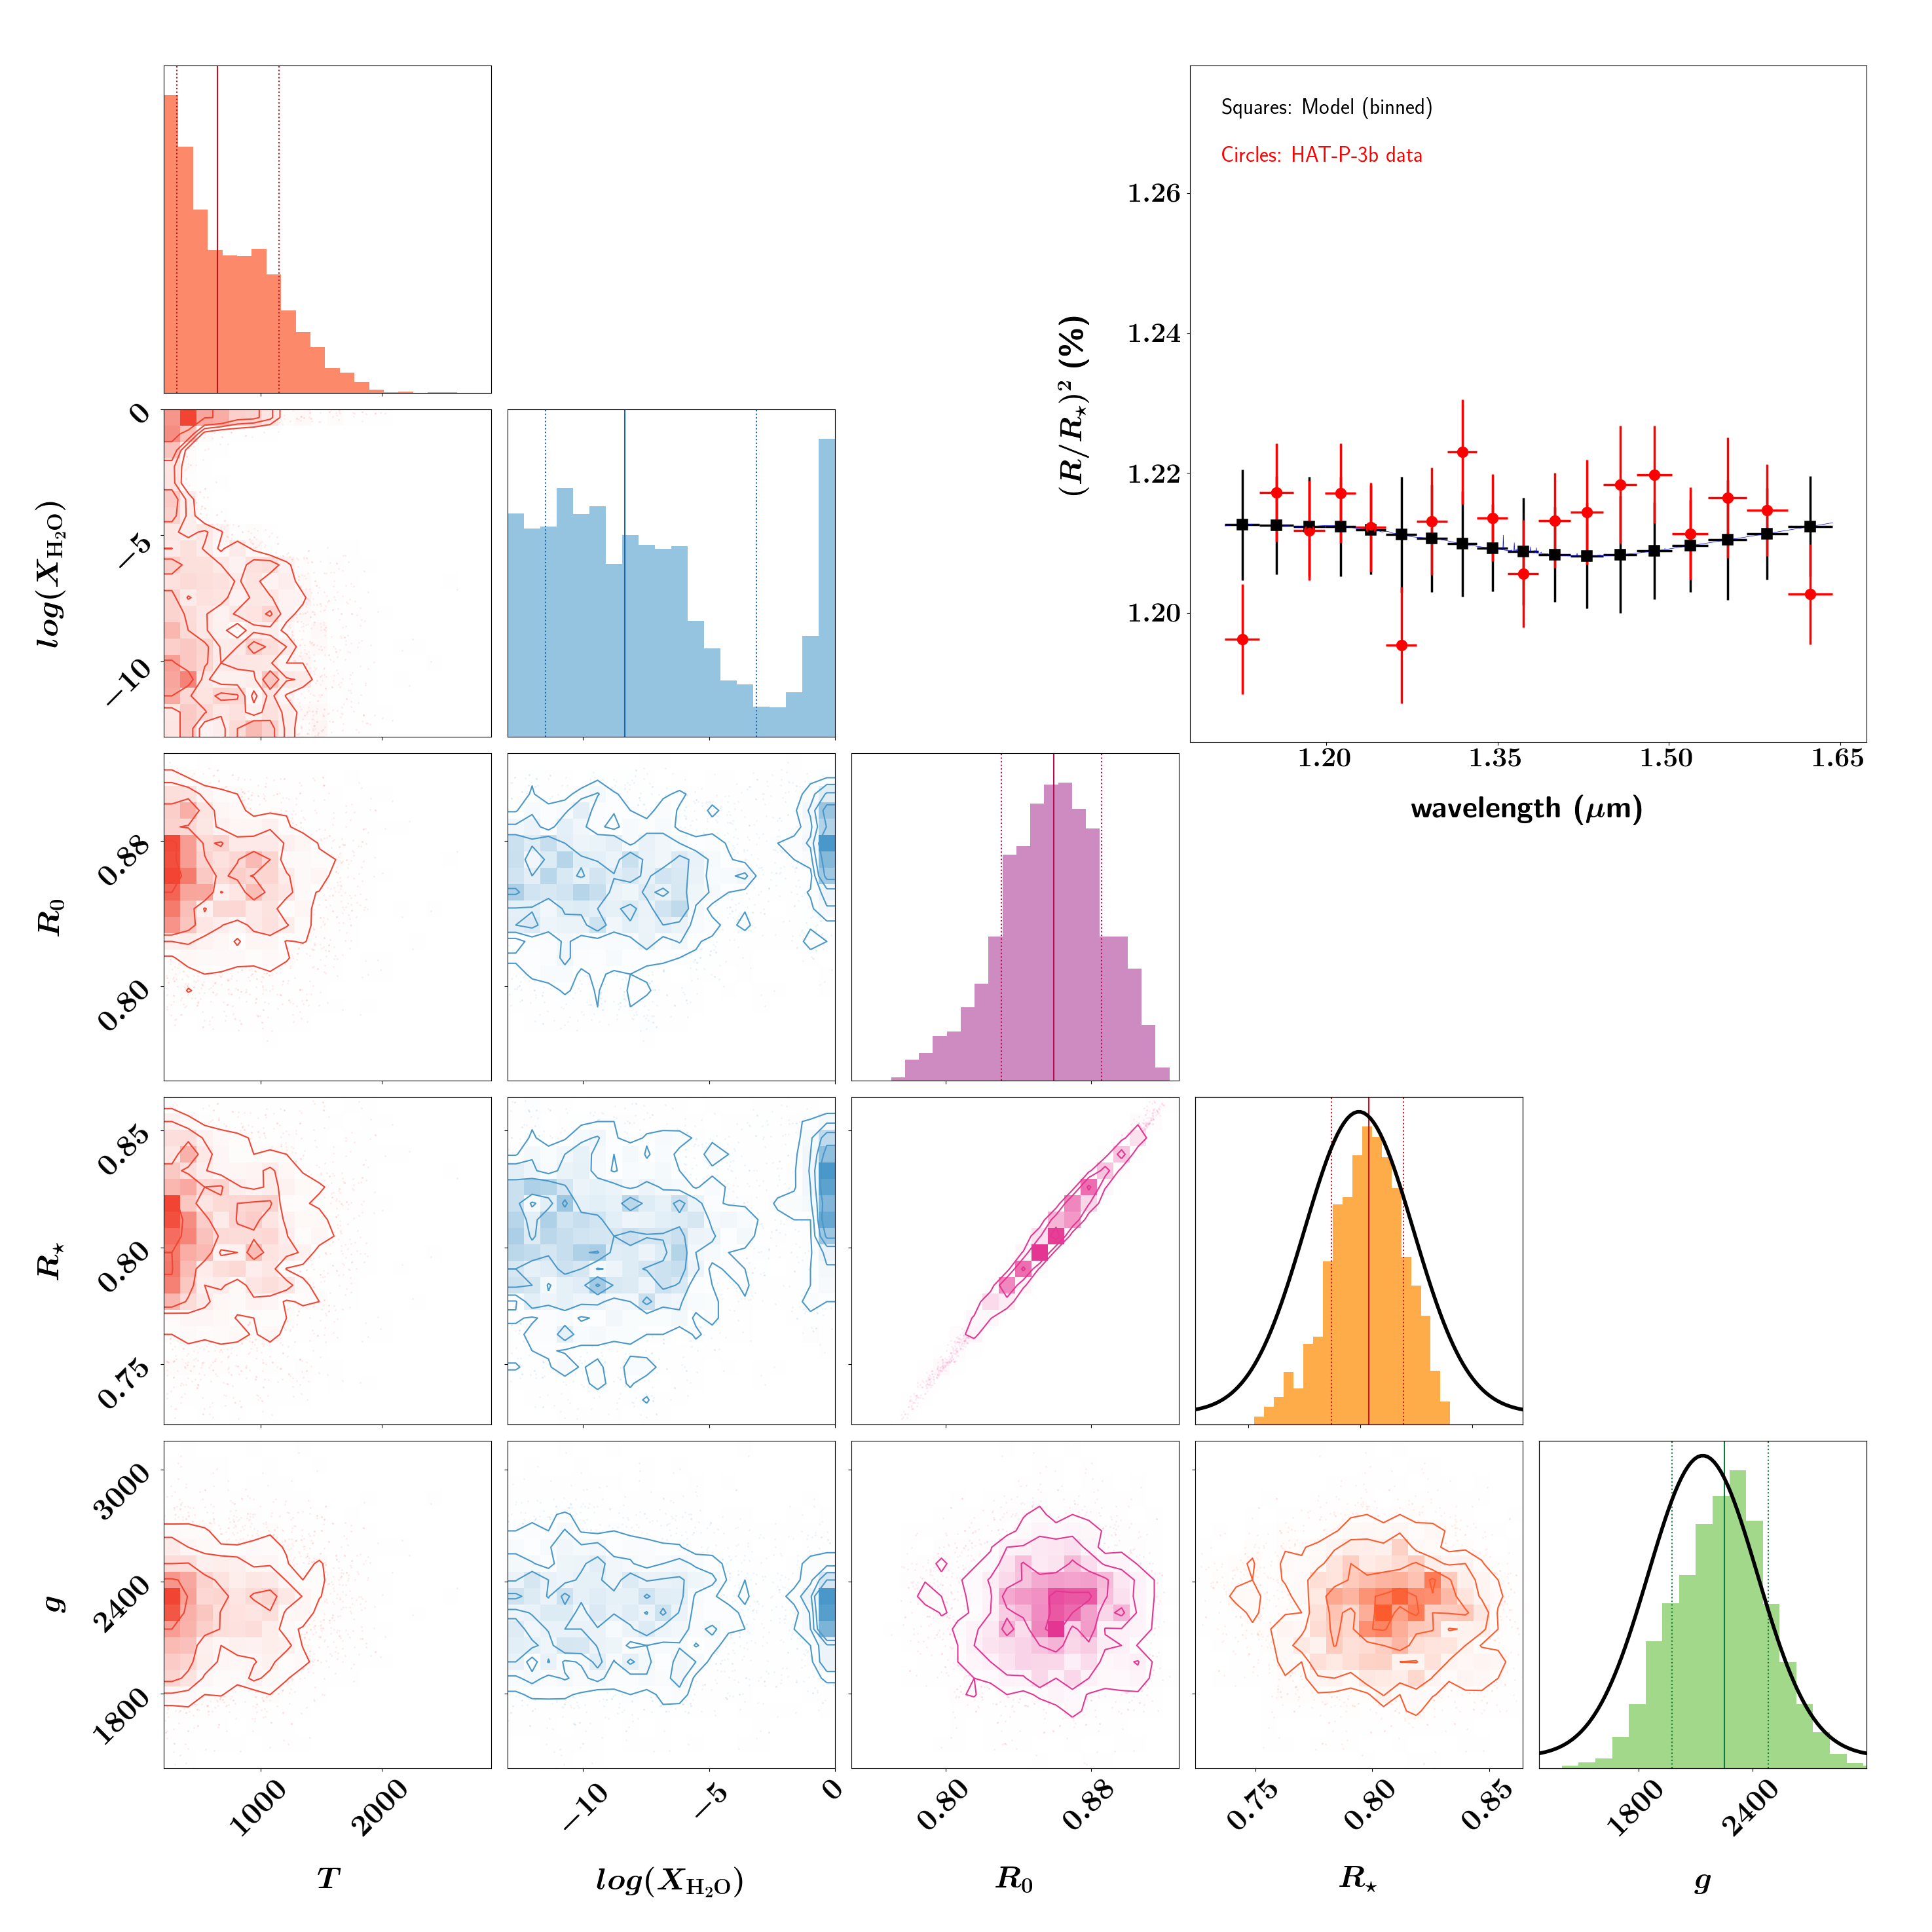 Squares: Model (binned)
Circles: HAT-P-3b data
(R/R⋆)² (%)
1.26
1.24
1.22
1.20
1.20 1.35 1.50 1.65
wavelength (μm)
log(X_H₂O)
0
−5
−10
R₀
0.88
0.80
R⋆
0.85
0.80
0.75
g
3000
2400
1800
1000 2000 −10 −5 0 0.80 0.88 0.75 0.80 0.85 1800 2400
T log(X_H₂O) R₀ R⋆ g